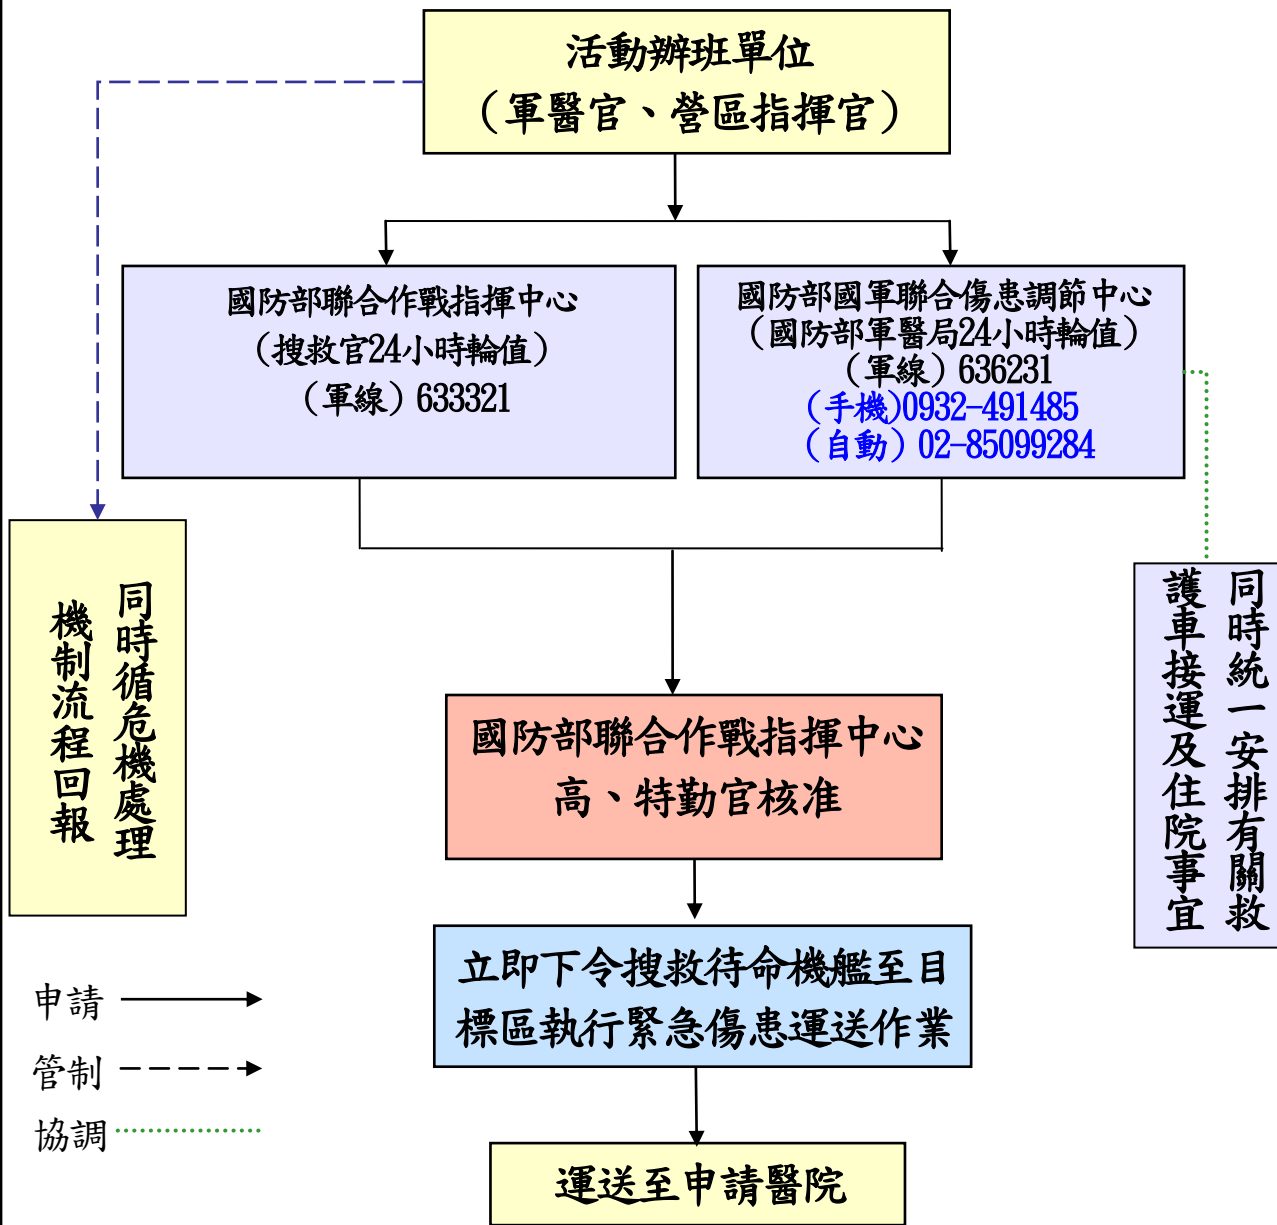 活動辦班單位
（軍醫官、營區指揮官）
國防部聯合作戰指揮中心
（搜救官24小時輪值）
（軍線）633321
國防部國軍聯合傷患調節中心
（國防部軍醫局24小時輪值）
（軍線）636231
（手機)0932-491485
（自動）02-85099284
同時循危機處理
機制流程回報
同時統一安排有關救
護車接運及住院事宜
國防部聯合作戰指揮中心
高、特勤官核准
立即下令搜救待命機艦至目
標區執行緊急傷患運送作業
運送至申請醫院
申請
管制
協調